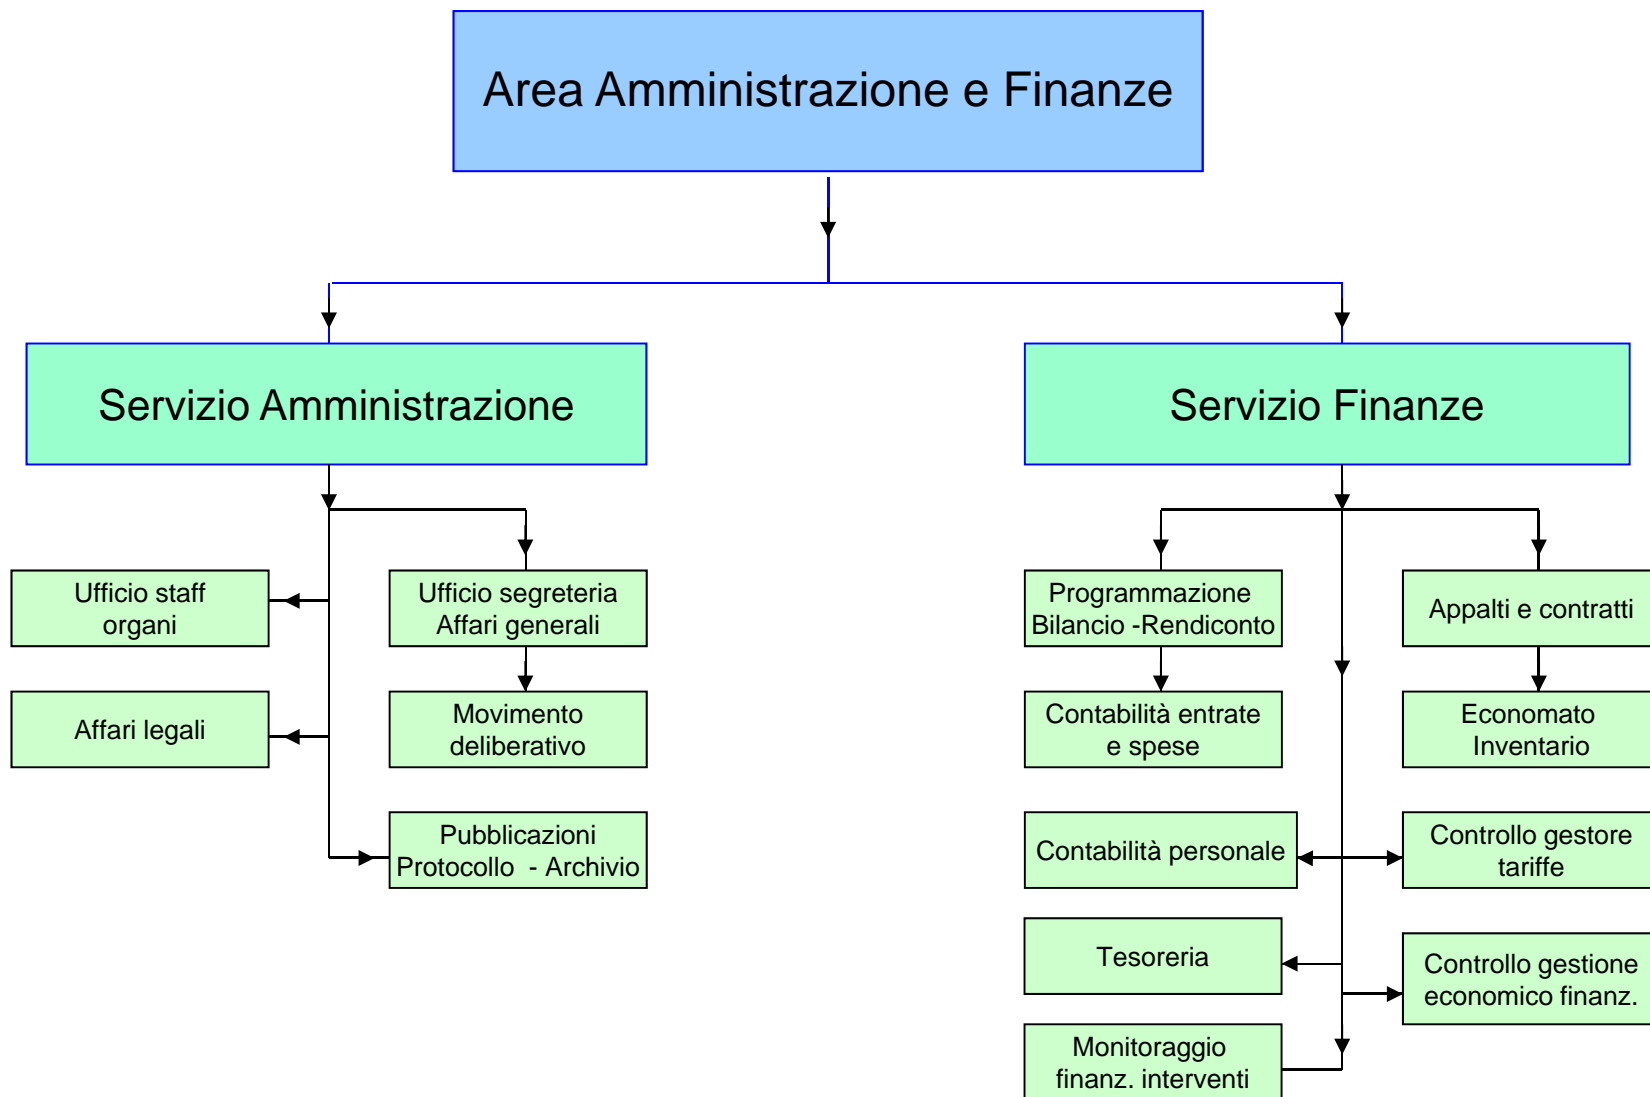 Area Amministrazione e Finanze
Servizio Amministrazione
Servizio Finanze
Ufficio staff
organi
Ufficio segreteria
Affari generali
Programmazione
Bilancio -Rendiconto
Appalti e contratti
Affari legali
Movimento
deliberativo
Contabilità entrate
e spese
Economato
Inventario
Pubblicazioni
Protocollo - Archivio
Contabilità personale
Controllo gestore
tariffe
Tesoreria
Controllo gestione
economico finanz.
Monitoraggio
finanz. interventi